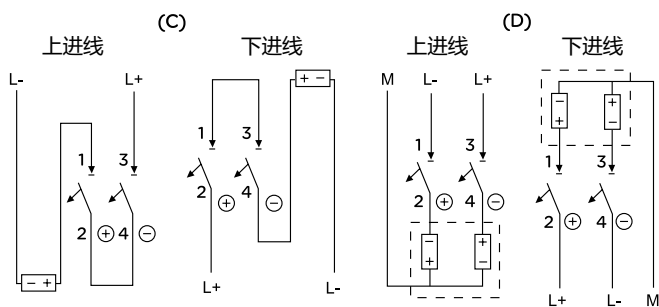 (C) (D)
上进线 下进线 上进线 下进线
L- L+ M L- L+
+ -
1 3
- + - +
1 3 1 3 1 3
2 4
2 + 4 -
2 + 4 - 2 + 4 -
- + - +
- +
L+ L- L+ L- M